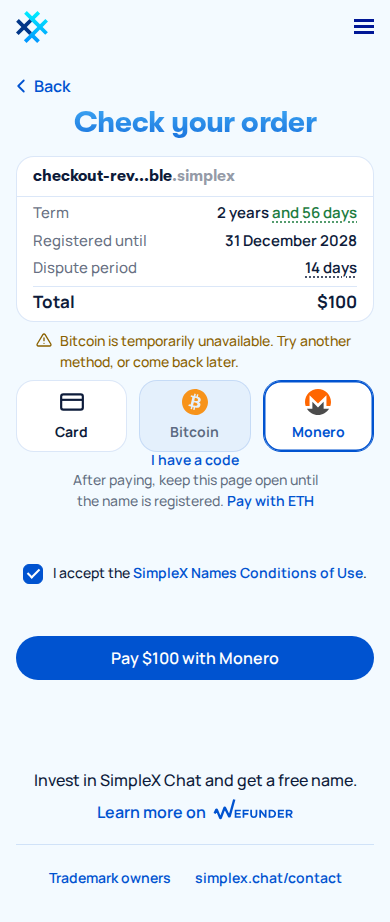 Back
Check your order
checkout-rev...ble.simplex
Term 2 years and 56 days
Registered until 31 December 2028
Dispute period 14 days
Total $100
Bitcoin is temporarily unavailable. Try another
method, or come back later.
Card Bitcoin Monero
I have a code
After paying, keep this page open until
the name is registered. Pay with ETH
I accept the SimpleX Names Conditions of Use.
Pay $100 with Monero
Invest in SimpleX Chat and get a free name.
Learn more on WEFUNDER
Trademark owners simplex.chat/contact